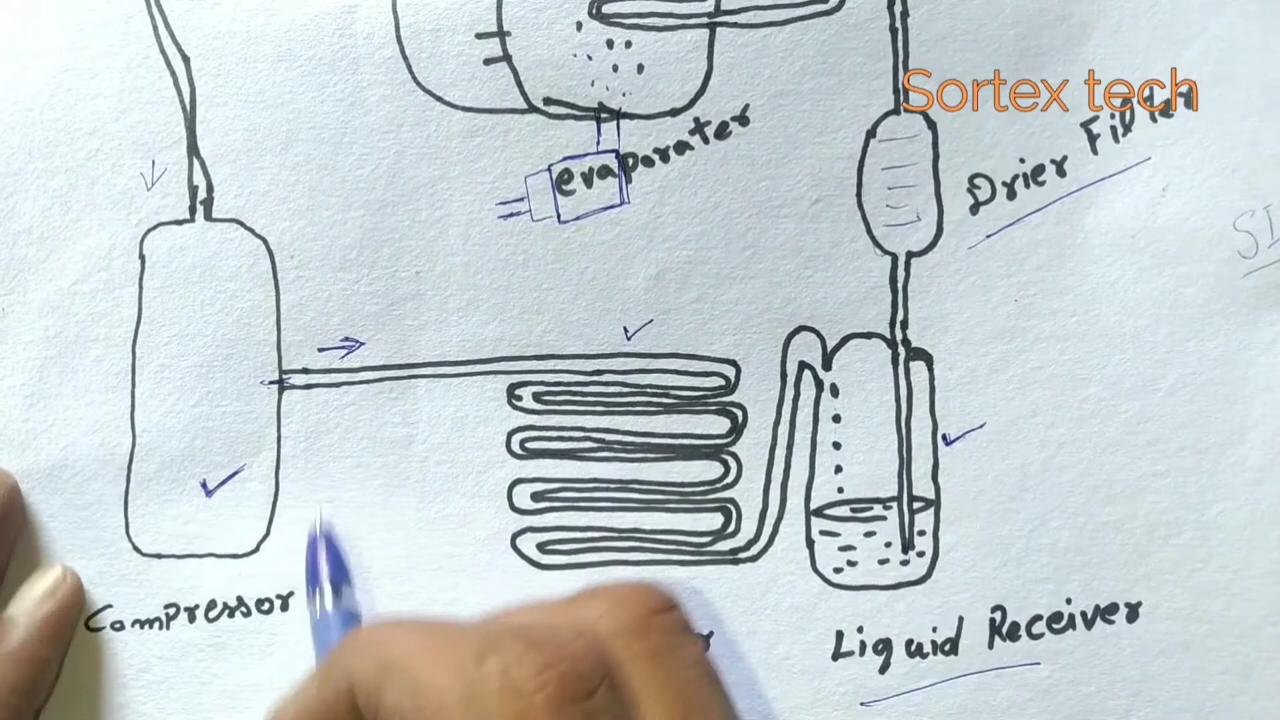 Sortex tech
evaporater
Drier Filter
Compressor
Liquid Receiver